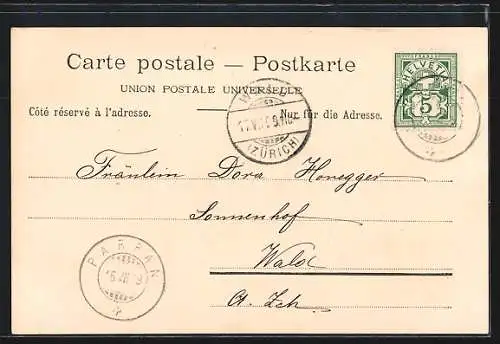 Carte postale — Postkarte
UNION POSTALE UNIVERSELLE
Côté réservé à l'adresse.
Nur für die Adresse.
HELVETIA
5
(ZÜRICH)
Fräulein Dora Honegger
Sonnenhof
Wald
Ct. Zch
PARPAN